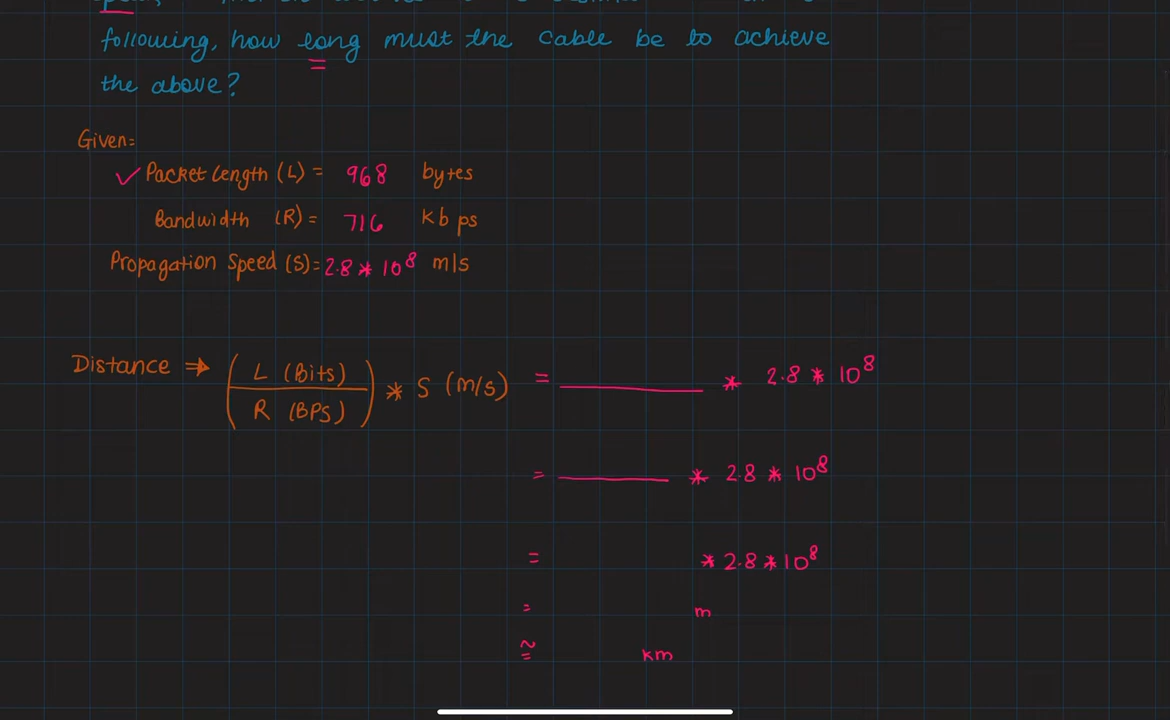 following, how long must the cable be to achieve
the above?
Given:
✓ Packet Length (L) = 968 bytes
Bandwidth (R) = 716 Kbps
Propagation Speed (S) = 2.8 * 10^8 m/s
Distance → ( L (Bits) / R (BPS) ) * S (m/s) = ________ * 2.8 * 10^8
= ______ * 2.8 * 10^8
= * 2.8 * 10^8
= m
≅ km